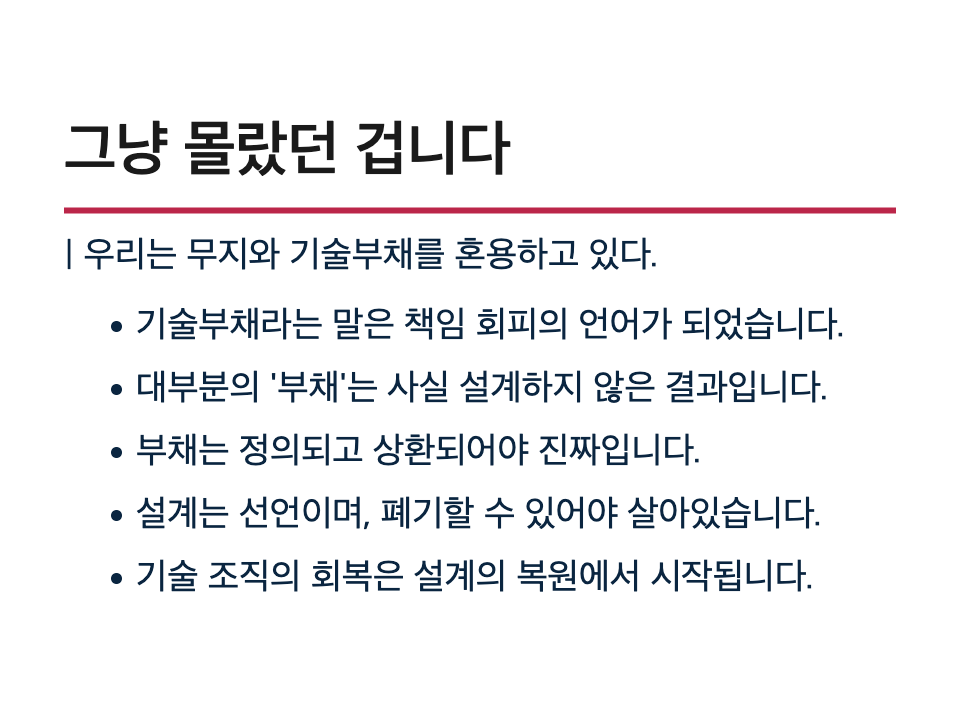 그냥 몰랐던 겁니다
| 우리는 무지와 기술부채를 혼용하고 있다.
• 기술부채라는 말은 책임 회피의 언어가 되었습니다.
• 대부분의 '부채'는 사실 설계하지 않은 결과입니다.
• 부채는 정의되고 상환되어야 진짜입니다.
• 설계는 선언이며, 폐기할 수 있어야 살아있습니다.
• 기술 조직의 회복은 설계의 복원에서 시작됩니다.